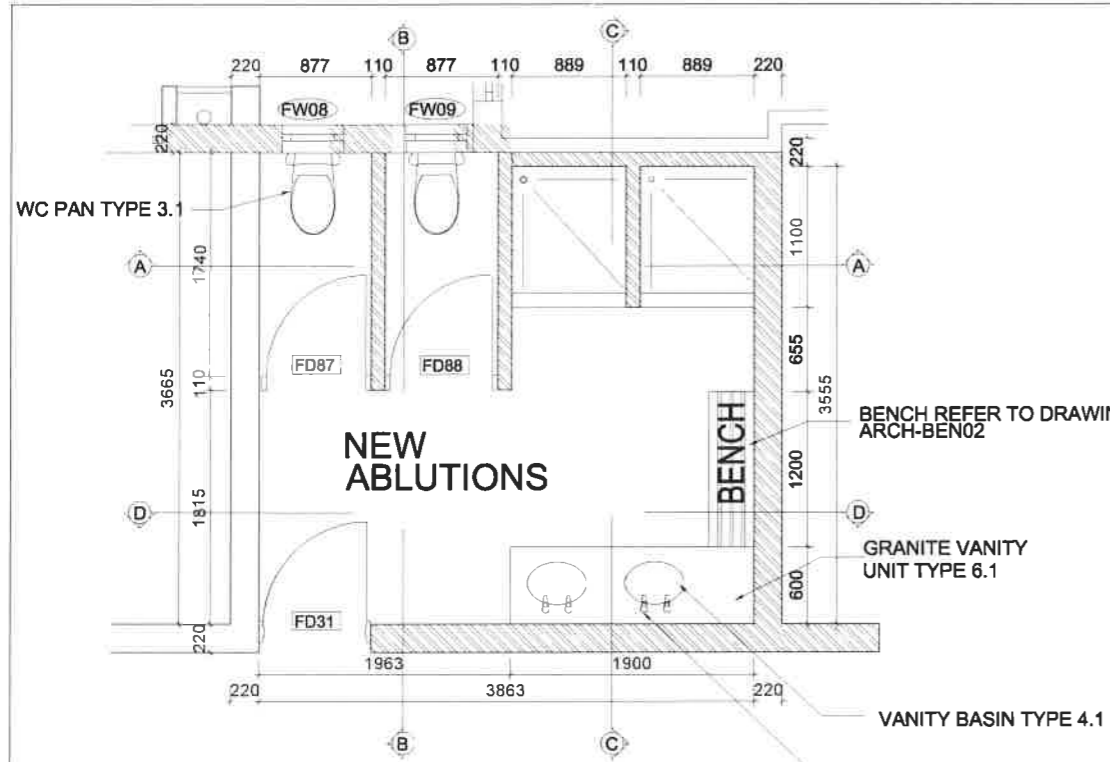 B
C
220 877 110 877 110 889 110 889 220
FW08
FW09
220
220
WC PAN TYPE 3.1
1100
1740
A
A
655
FD87
FD88
3665
110
3555
BENCH REFER TO DRAWIN
ARCH-BEN02
NEW
ABLUTIONS
BENCH
1200
D
D
1815
GRANITE VANITY
UNIT TYPE 6.1
600
FD31
220
1963 1900
220 3863 220
VANITY BASIN TYPE 4.1
B
C